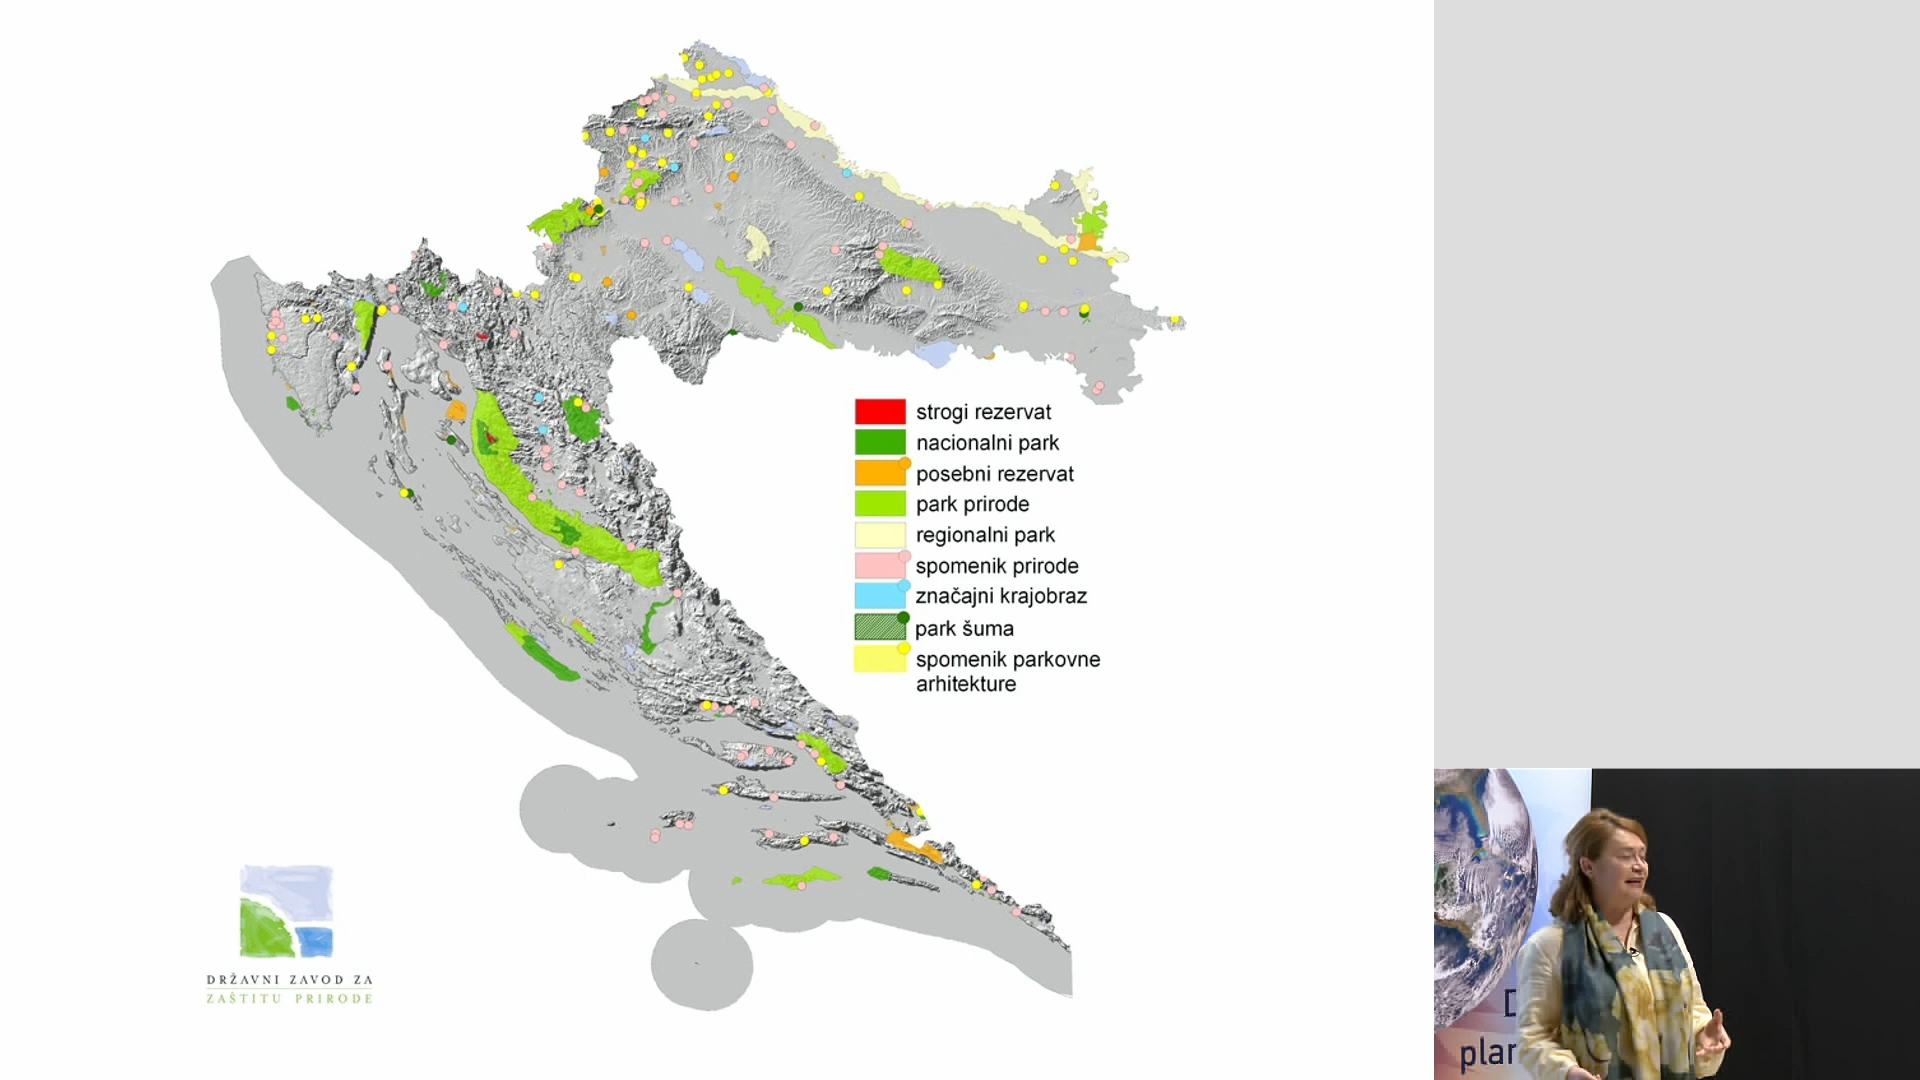 strogi rezervat
nacionalni park
posebni rezervat
park prirode
regionalni park
spomenik prirode
značajni krajobraz
park šuma
spomenik parkovne
arhitekture
DRŽAVNI ZAVOD ZA
ZAŠTITU PRIRODE